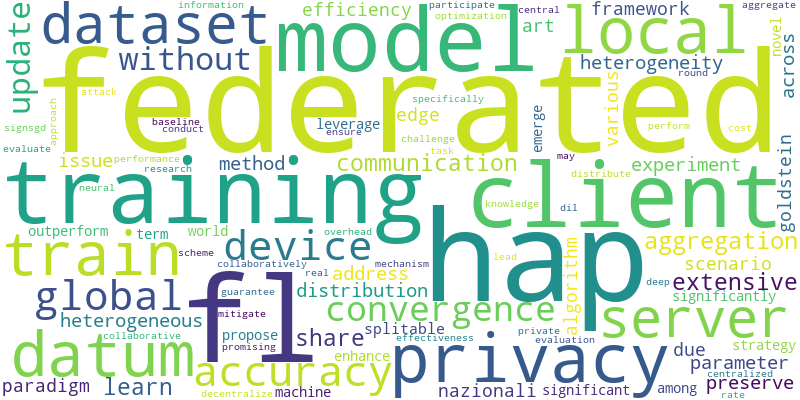 information
participate
central
aggregate
dataset
efficiency
optimization
framework
art
novel
update
without
model
local
heterogeneity
across
federated
attack
approach
signsgd
baseline
conduct
specifically
edge
various
round
perform
cost
leverage
ensure
emerge
challenge
task
evaluate
issue
performance
method
communication
experiment
research
neural
distribute
goldstein
training
client
knowledge
may
dil
hap
outperform
world
term
overhead
device
aggregation
train
scheme
collaboratively
real
mechanism
address
lead
algorithm
scenario
deep
global
fl
guarantee
distribution
extensive
significantly
mitigate
convergence
server
heterogeneous
collaborative
propose
promising
share
splitable
effectiveness
private
evaluation
strategy
datum
accuracy
enhance
privacy
due
parameter
centralized
paradigm
learn
decentralize
machine
nazionali
significant
among
preserve
rate